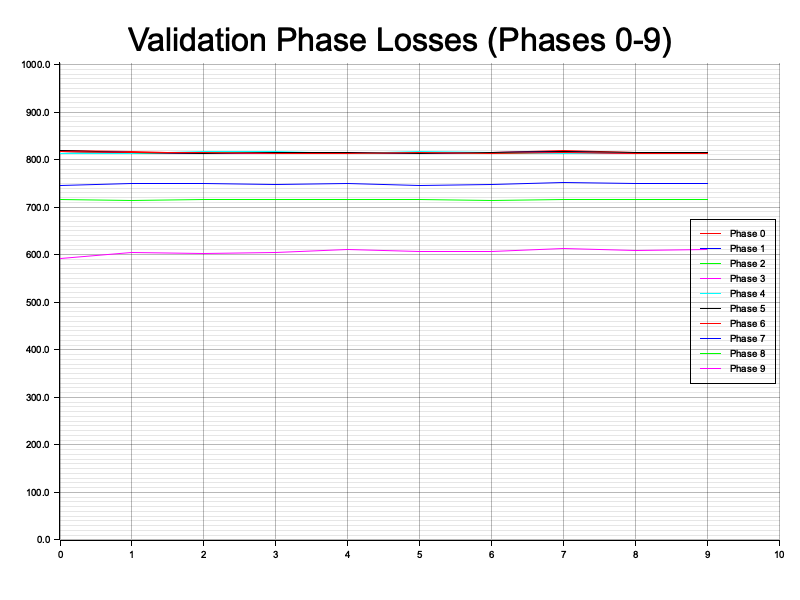 Validation Phase Losses (Phases 0-9)
1000.0
900.0
800.0
700.0
600.0
500.0
400.0
300.0
200.0
100.0
0.0
0 1 2 3 4 5 6 7 8 9 10
Phase 0
Phase 1
Phase 2
Phase 3
Phase 4
Phase 5
Phase 6
Phase 7
Phase 8
Phase 9